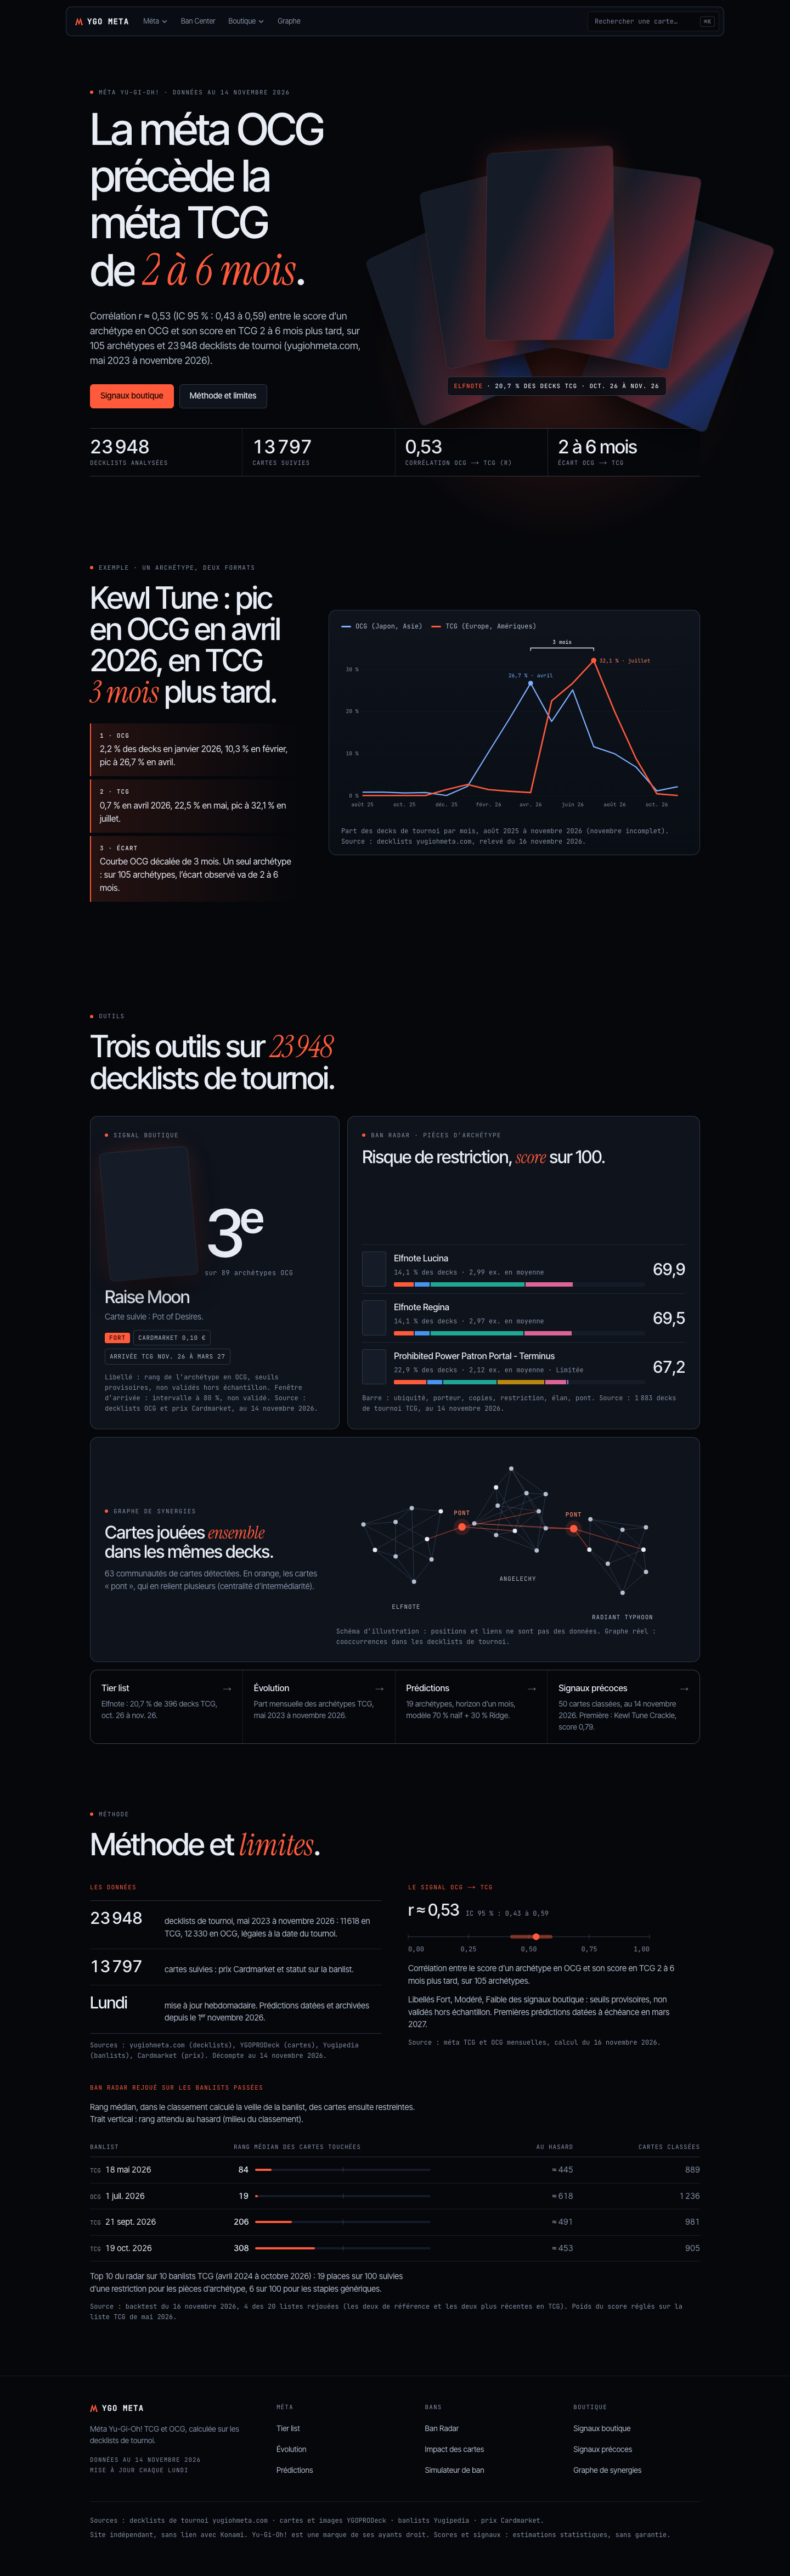 YGO META
Méta
Ban Center
Boutique
Graphe
Rechercher une carte…
⌘K
MÉTA YU-GI-OH! · DONNÉES AU 14 NOVEMBRE 2026
La méta OCG
précède la
méta TCG
de 2 à 6 mois.
Corrélation r ≈ 0,53 (IC 95 % : 0,43 à 0,59) entre le score d’un
archétype en OCG et son score en TCG 2 à 6 mois plus tard, sur
105 archétypes et 23 948 decklists de tournoi (yugiohmeta.com,
mai 2023 à novembre 2026).
Signaux boutique
Méthode et limites
ELFNOTE · 20,7 % DES DECKS TCG · OCT. 26 À NOV. 26
23 948
DECKLISTS ANALYSÉES
13 797
CARTES SUIVIES
0,53
CORRÉLATION OCG ⟶ TCG (R)
2 à 6 mois
ÉCART OCG ⟶ TCG
EXEMPLE · UN ARCHÉTYPE, DEUX FORMATS
Kewl Tune : pic
en OCG en avril
2026, en TCG
3 mois plus tard.
1 · OCG
2,2 % des decks en janvier 2026, 10,3 % en février,
pic à 26,7 % en avril.
2 · TCG
0,7 % en avril 2026, 22,5 % en mai, pic à 32,1 % en
juillet.
3 · ÉCART
Courbe OCG décalée de 3 mois. Un seul archétype
: sur 105 archétypes, l’écart observé va de 2 à 6
mois.
OCG (Japon, Asie)
TCG (Europe, Amériques)
3 mois
32,1 % · juillet
26,7 % · avril
30 %
20 %
10 %
0 %
août 25
oct. 25
déc. 25
févr. 26
avr. 26
juin 26
août 26
oct. 26
Part des decks de tournoi par mois, août 2025 à novembre 2026 (novembre incomplet).
Source : decklists yugiohmeta.com, relevé du 16 novembre 2026.
OUTILS
Trois outils sur 23 948
decklists de tournoi.
SIGNAL BOUTIQUE
3e
sur 89 archétypes OCG
Raise Moon
Carte suivie : Pot of Desires.
FORT
CARDMARKET 0,10 €
ARRIVÉE TCG NOV. 26 À MARS 27
Libellé : rang de l’archétype en OCG, seuils
provisoires, non validés hors échantillon. Fenêtre
d’arrivée : intervalle à 80 %, non validé. Source :
decklists OCG et prix Cardmarket, au 14 novembre 2026.
BAN RADAR · PIÈCES D’ARCHÉTYPE
Risque de restriction, score sur 100.
Elfnote Lucina
14,1 % des decks · 2,99 ex. en moyenne
69,9
Elfnote Regina
14,1 % des decks · 2,97 ex. en moyenne
69,5
Prohibited Power Patron Portal - Terminus
22,9 % des decks · 2,12 ex. en moyenne · Limitée
67,2
Barre : ubiquité, porteur, copies, restriction, élan, pont. Source : 1 883 decks
de tournoi TCG, au 14 novembre 2026.
GRAPHE DE SYNERGIES
Cartes jouées ensemble
dans les mêmes decks.
63 communautés de cartes détectées. En orange, les cartes
« pont », qui en relient plusieurs (centralité d’intermédiarité).
PONT
PONT
ANGELECHY
ELFNOTE
RADIANT TYPHOON
Schéma d’illustration : positions et liens ne sont pas des données. Graphe réel :
cooccurrences dans les decklists de tournoi.
Tier list ⟶
Elfnote : 20,7 % de 396 decks TCG,
oct. 26 à nov. 26.
Évolution ⟶
Part mensuelle des archétypes TCG,
mai 2023 à novembre 2026.
Prédictions ⟶
19 archétypes, horizon d’un mois,
modèle 70 % naïf + 30 % Ridge.
Signaux précoces ⟶
50 cartes classées, au 14 novembre
2026. Première : Kewl Tune Crackle,
score 0,79.
MÉTHODE
Méthode et limites.
LES DONNÉES
23 948
decklists de tournoi, mai 2023 à novembre 2026 : 11 618 en
TCG, 12 330 en OCG, légales à la date du tournoi.
13 797
cartes suivies : prix Cardmarket et statut sur la banlist.
Lundi
mise à jour hebdomadaire. Prédictions datées et archivées
depuis le 1er novembre 2026.
Sources : yugiohmeta.com (decklists), YGOPRODeck (cartes), Yugipedia
(banlists), Cardmarket (prix). Décompte au 14 novembre 2026.
LE SIGNAL OCG ⟶ TCG
r ≈ 0,53 IC 95 % : 0,43 à 0,59
0,00
0,25
0,50
0,75
1,00
Corrélation entre le score d’un archétype en OCG et son score en TCG 2 à 6
mois plus tard, sur 105 archétypes.
Libellés Fort, Modéré, Faible des signaux boutique : seuils provisoires, non
validés hors échantillon. Premières prédictions datées à échéance en mars
2027.
Source : méta TCG et OCG mensuelles, calcul du 16 novembre 2026.
BAN RADAR REJOUÉ SUR LES BANLISTS PASSÉES
Rang médian, dans le classement calculé la veille de la banlist, des cartes ensuite restreintes.
Trait vertical : rang attendu au hasard (milieu du classement).
BANLIST
RANG MÉDIAN DES CARTES TOUCHÉES
AU HASARD
CARTES CLASSÉES
TCG 18 mai 2026
84
≈ 445
889
OCG 1 juil. 2026
19
≈ 618
1 236
TCG 21 sept. 2026
206
≈ 491
981
TCG 19 oct. 2026
308
≈ 453
905
Top 10 du radar sur 10 banlists TCG (avril 2024 à octobre 2026) : 19 places sur 100 suivies
d’une restriction pour les pièces d’archétype, 6 sur 100 pour les staples génériques.
Source : backtest du 16 novembre 2026, 4 des 20 listes rejouées (les deux de référence et les deux plus récentes en TCG). Poids du score réglés sur la
liste TCG de mai 2026.
YGO META
Méta Yu-Gi-Oh! TCG et OCG, calculée sur les
decklists de tournoi.
DONNÉES AU 14 NOVEMBRE 2026
MISE À JOUR CHAQUE LUNDI
MÉTA
Tier list
Évolution
Prédictions
BANS
Ban Radar
Impact des cartes
Simulateur de ban
BOUTIQUE
Signaux boutique
Signaux précoces
Graphe de synergies
Sources : decklists de tournoi yugiohmeta.com · cartes et images YGOPRODeck · banlists Yugipedia · prix Cardmarket.
Site indépendant, sans lien avec Konami. Yu-Gi-Oh! est une marque de ses ayants droit. Scores et signaux : estimations statistiques, sans garantie.